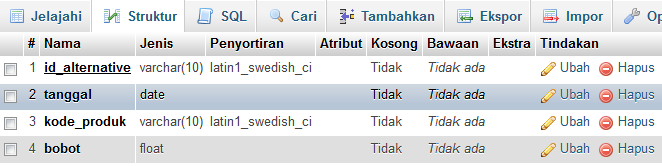 Jelajahi Struktur SQL Cari Tambahkan Ekspor Impor
# Nama Jenis Penyortiran Atribut Kosong Bawaan Ekstra Tindakan
1 id_alternative varchar(10) latin1_swedish_ci Tidak Tidak ada Ubah Hapus
2 tanggal date Tidak Tidak ada Ubah Hapus
3 kode_produk varchar(10) latin1_swedish_ci Tidak Tidak ada Ubah Hapus
4 bobot float Tidak Tidak ada Ubah Hapus